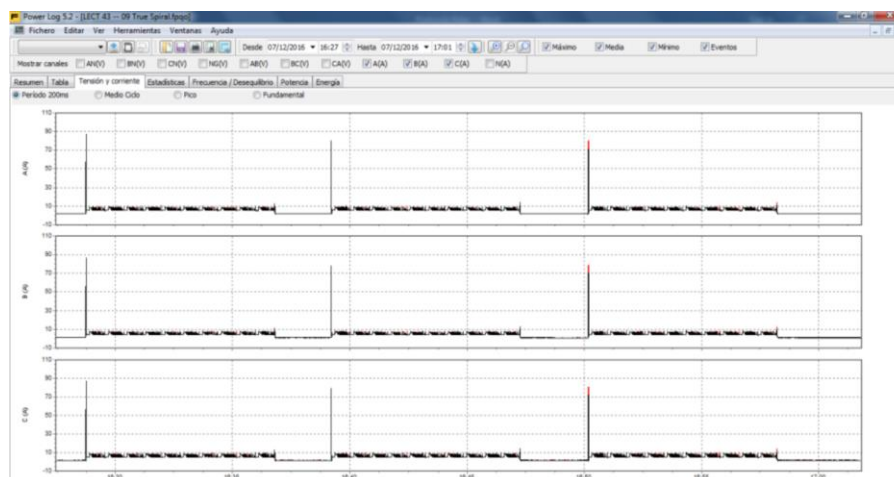 Power Log 5.2 - [LECT 43 -- 09 True Spiral.fpqo]
Fichero Editar Ver Herramientas Ventanas Ayuda
Desde 07/12/2016 16:27 Hasta 07/12/2016 17:01 Máximo Media Mínimo Eventos
Mostrar canales AN(V) BN(V) CN(V) NG(V) AB(V) BC(V) CA(V) A(A) B(A) C(A) N(A)
Resumen Tabla Tensión y corriente Estadísticas Frecuencia / Desequilibrio Potencia Energía
Período 200ms Medio Ciclo Pico Fundamental
110
90
70
50
30
10
-10
A (A)
110
90
70
50
30
10
-10
B (A)
110
90
70
50
30
10
-10
C (A)